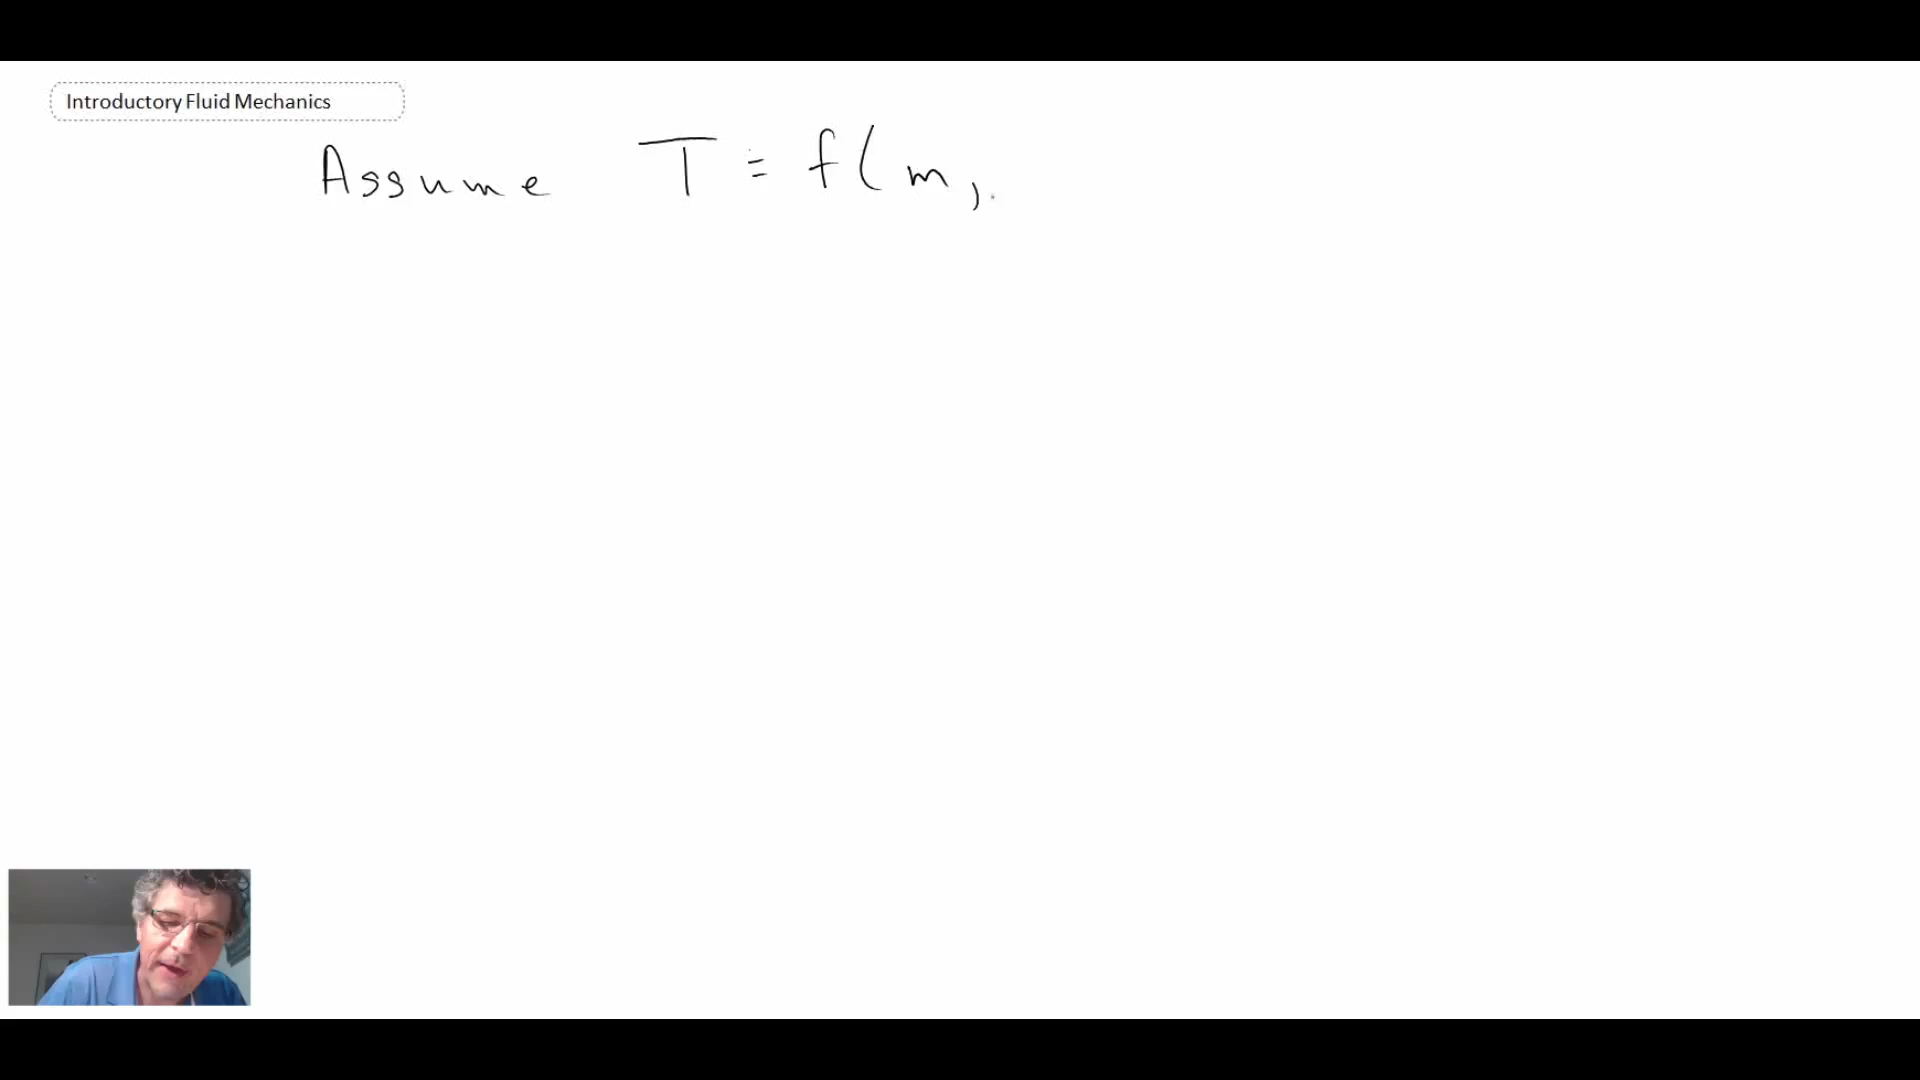 Introductory Fluid Mechanics
Assume T = f(m,